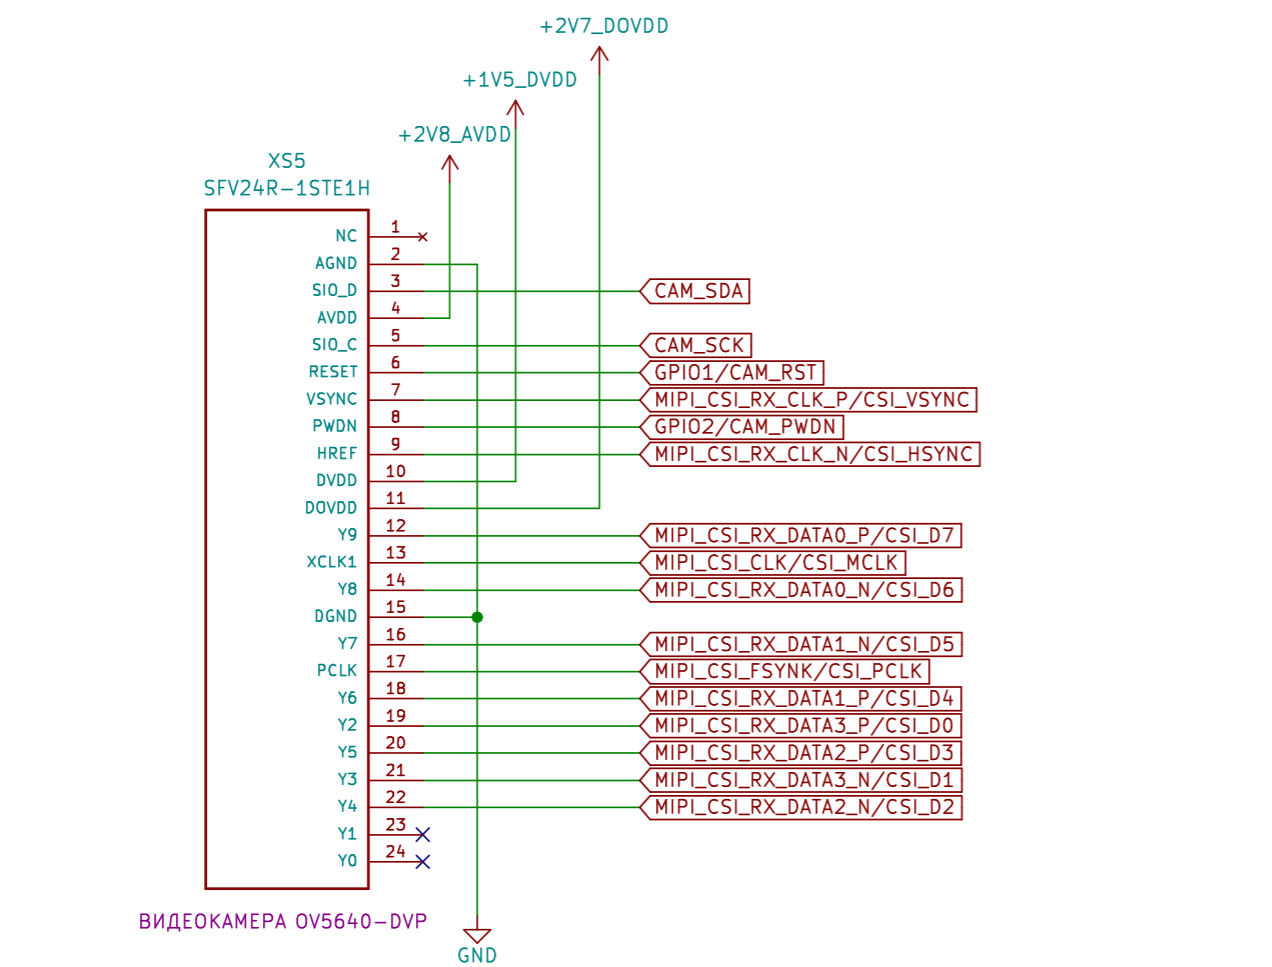 +2V7_DOVDD
+1V5_DVDD
+2V8_AVDD
XS5
SFV24R-1STE1H
NC 1
AGND 2
SIO_D 3 CAM_SDA
AVDD 4
SIO_C 5 CAM_SCK
RESET 6 GPIO1/CAM_RST
VSYNC 7 MIPI_CSI_RX_CLK_P/CSI_VSYNC
PWDN 8 GPIO2/CAM_PWDN
HREF 9 MIPI_CSI_RX_CLK_N/CSI_HSYNC
DVDD 10
DOVDD 11
Y9 12 MIPI_CSI_RX_DATA0_P/CSI_D7
XCLK1 13 MIPI_CSI_CLK/CSI_MCLK
Y8 14 MIPI_CSI_RX_DATA0_N/CSI_D6
DGND 15
Y7 16 MIPI_CSI_RX_DATA1_N/CSI_D5
PCLK 17 MIPI_CSI_FSYNK/CSI_PCLK
Y6 18 MIPI_CSI_RX_DATA1_P/CSI_D4
Y2 19 MIPI_CSI_RX_DATA3_P/CSI_D0
Y5 20 MIPI_CSI_RX_DATA2_P/CSI_D3
Y3 21 MIPI_CSI_RX_DATA3_N/CSI_D1
Y4 22 MIPI_CSI_RX_DATA2_N/CSI_D2
Y1 23
Y0 24
ВИДЕОКАМЕРА OV5640-DVP
GND